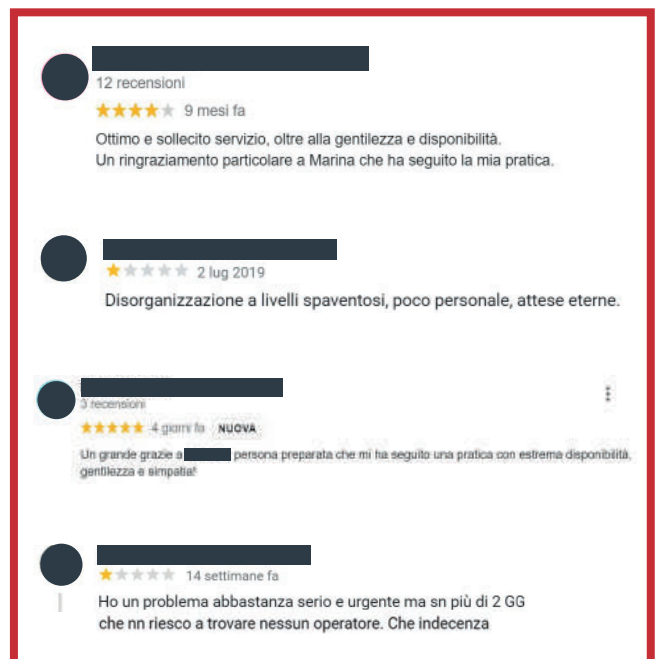 12 recensioni
9 mesi fa
Ottimo e sollecito servizio, oltre alla gentilezza e disponibilità.
Un ringraziamento particolare a Marina che ha seguito la mia pratica.
2 lug 2019
Disorganizzazione a livelli spaventosi, poco personale, attese eterne.
3 recensioni
4 giorni fa NUOVA
Un grande grazie a persona preparata che mi ha seguito una pratica con estrema disponibilità,
gentilezza e simpatia!
14 settimane fa
Ho un problema abbastanza serio e urgente ma sn più di 2 GG
che nn riesco a trovare nessun operatore. Che indecenza